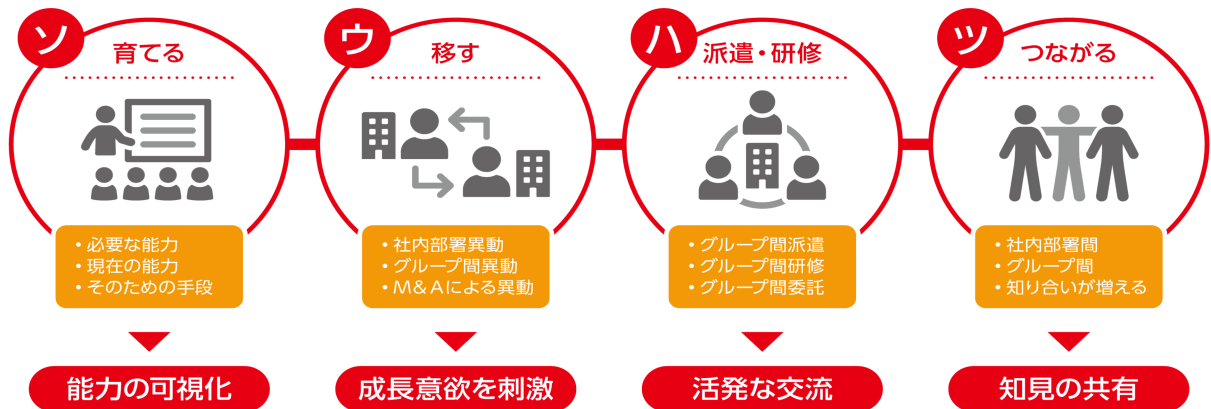 ソ
育てる
・必要な能力
・現在の能力
・そのための手段
能力の可視化
ウ
移す
・社内部署異動
・グループ間異動
・M&Aによる異動
成長意欲を刺激
ハ
派遣・研修
・グループ間派遣
・グループ間研修
・グループ間委託
活発な交流
ツ
つながる
・社内部署間
・グループ間
・知り合いが増える
知見の共有